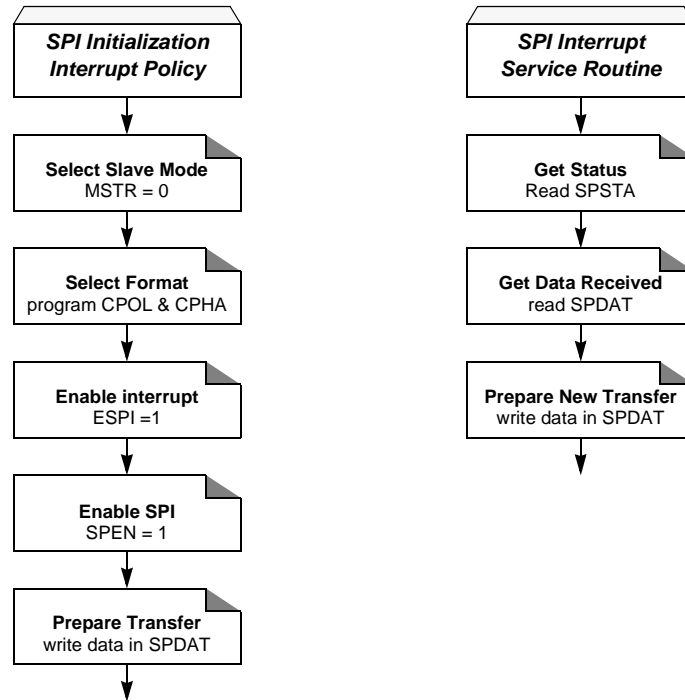 SPI Initialization
Interrupt Policy
Select Slave Mode
MSTR = 0
Select Format
program CPOL & CPHA
Enable interrupt
ESPI =1
Enable SPI
SPEN = 1
Prepare Transfer
write data in SPDAT
SPI Interrupt
Service Routine
Get Status
Read SPSTA
Get Data Received
read SPDAT
Prepare New Transfer
write data in SPDAT